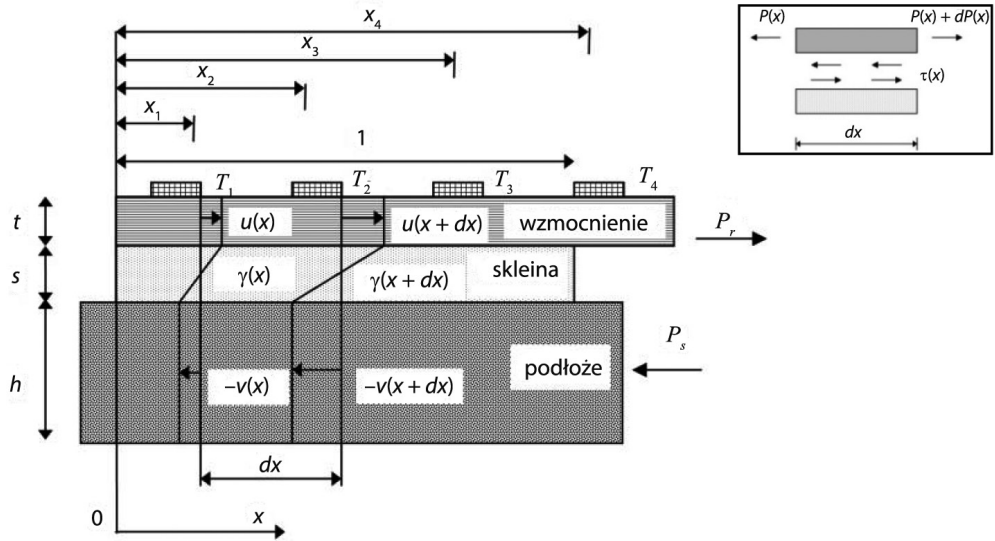 x₄
x₃
x₂
x₁
1
P(x)
P(x) + dP(x)
τ(x)
dx
T₁
T₂
T₃
T₄
t
u(x)
u(x + dx)
wzmocnienie
Pᵣ
s
γ(x)
γ(x + dx)
skleina
h
–v(x)
–v(x + dx)
podłoże
Pₛ
dx
0
x